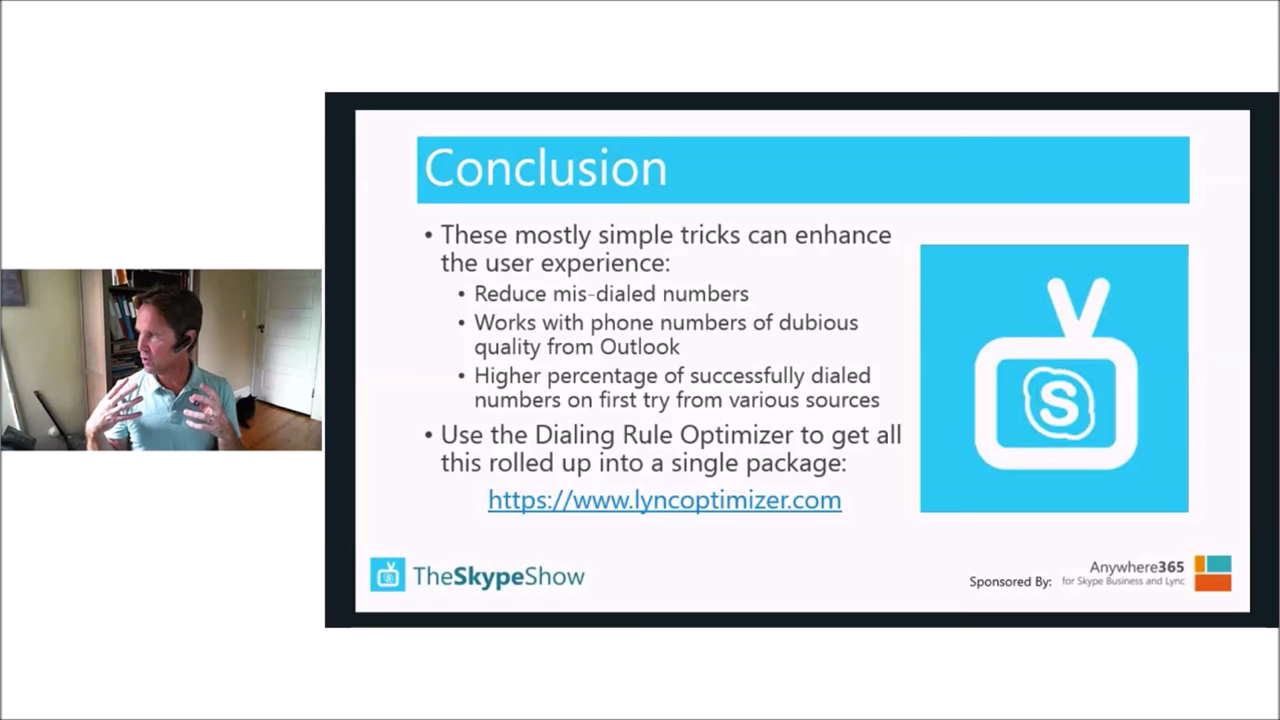 Conclusion
• These mostly simple tricks can enhance
the user experience:
• Reduce mis-dialed numbers
• Works with phone numbers of dubious
quality from Outlook
• Higher percentage of successfully dialed
numbers on first try from various sources
• Use the Dialing Rule Optimizer to get all
this rolled up into a single package:
https://www.lyncoptimizer.com
S
TheSkypeShow
Sponsored By:
Anywhere365
for Skype Business and Lync